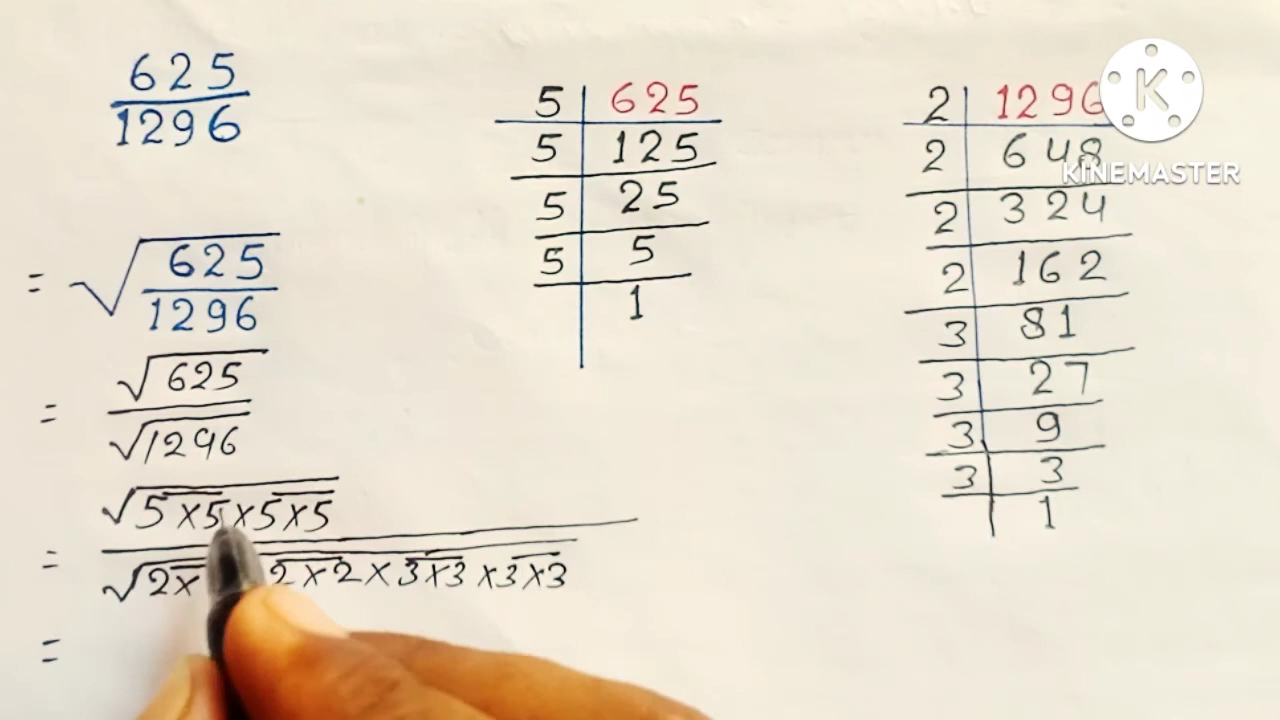 625
1296
= √625
1296
= √625
√1296
= √5×5×5×5
√2× 2×2×3×3×3×3
=
5 | 625
5 | 125
5 | 25
5 | 5
1
2 | 1296
2 | 648
2 | 324
2 | 162
3 | 81
3 | 27
3 | 9
3 | 3
1
K
KINEMASTER